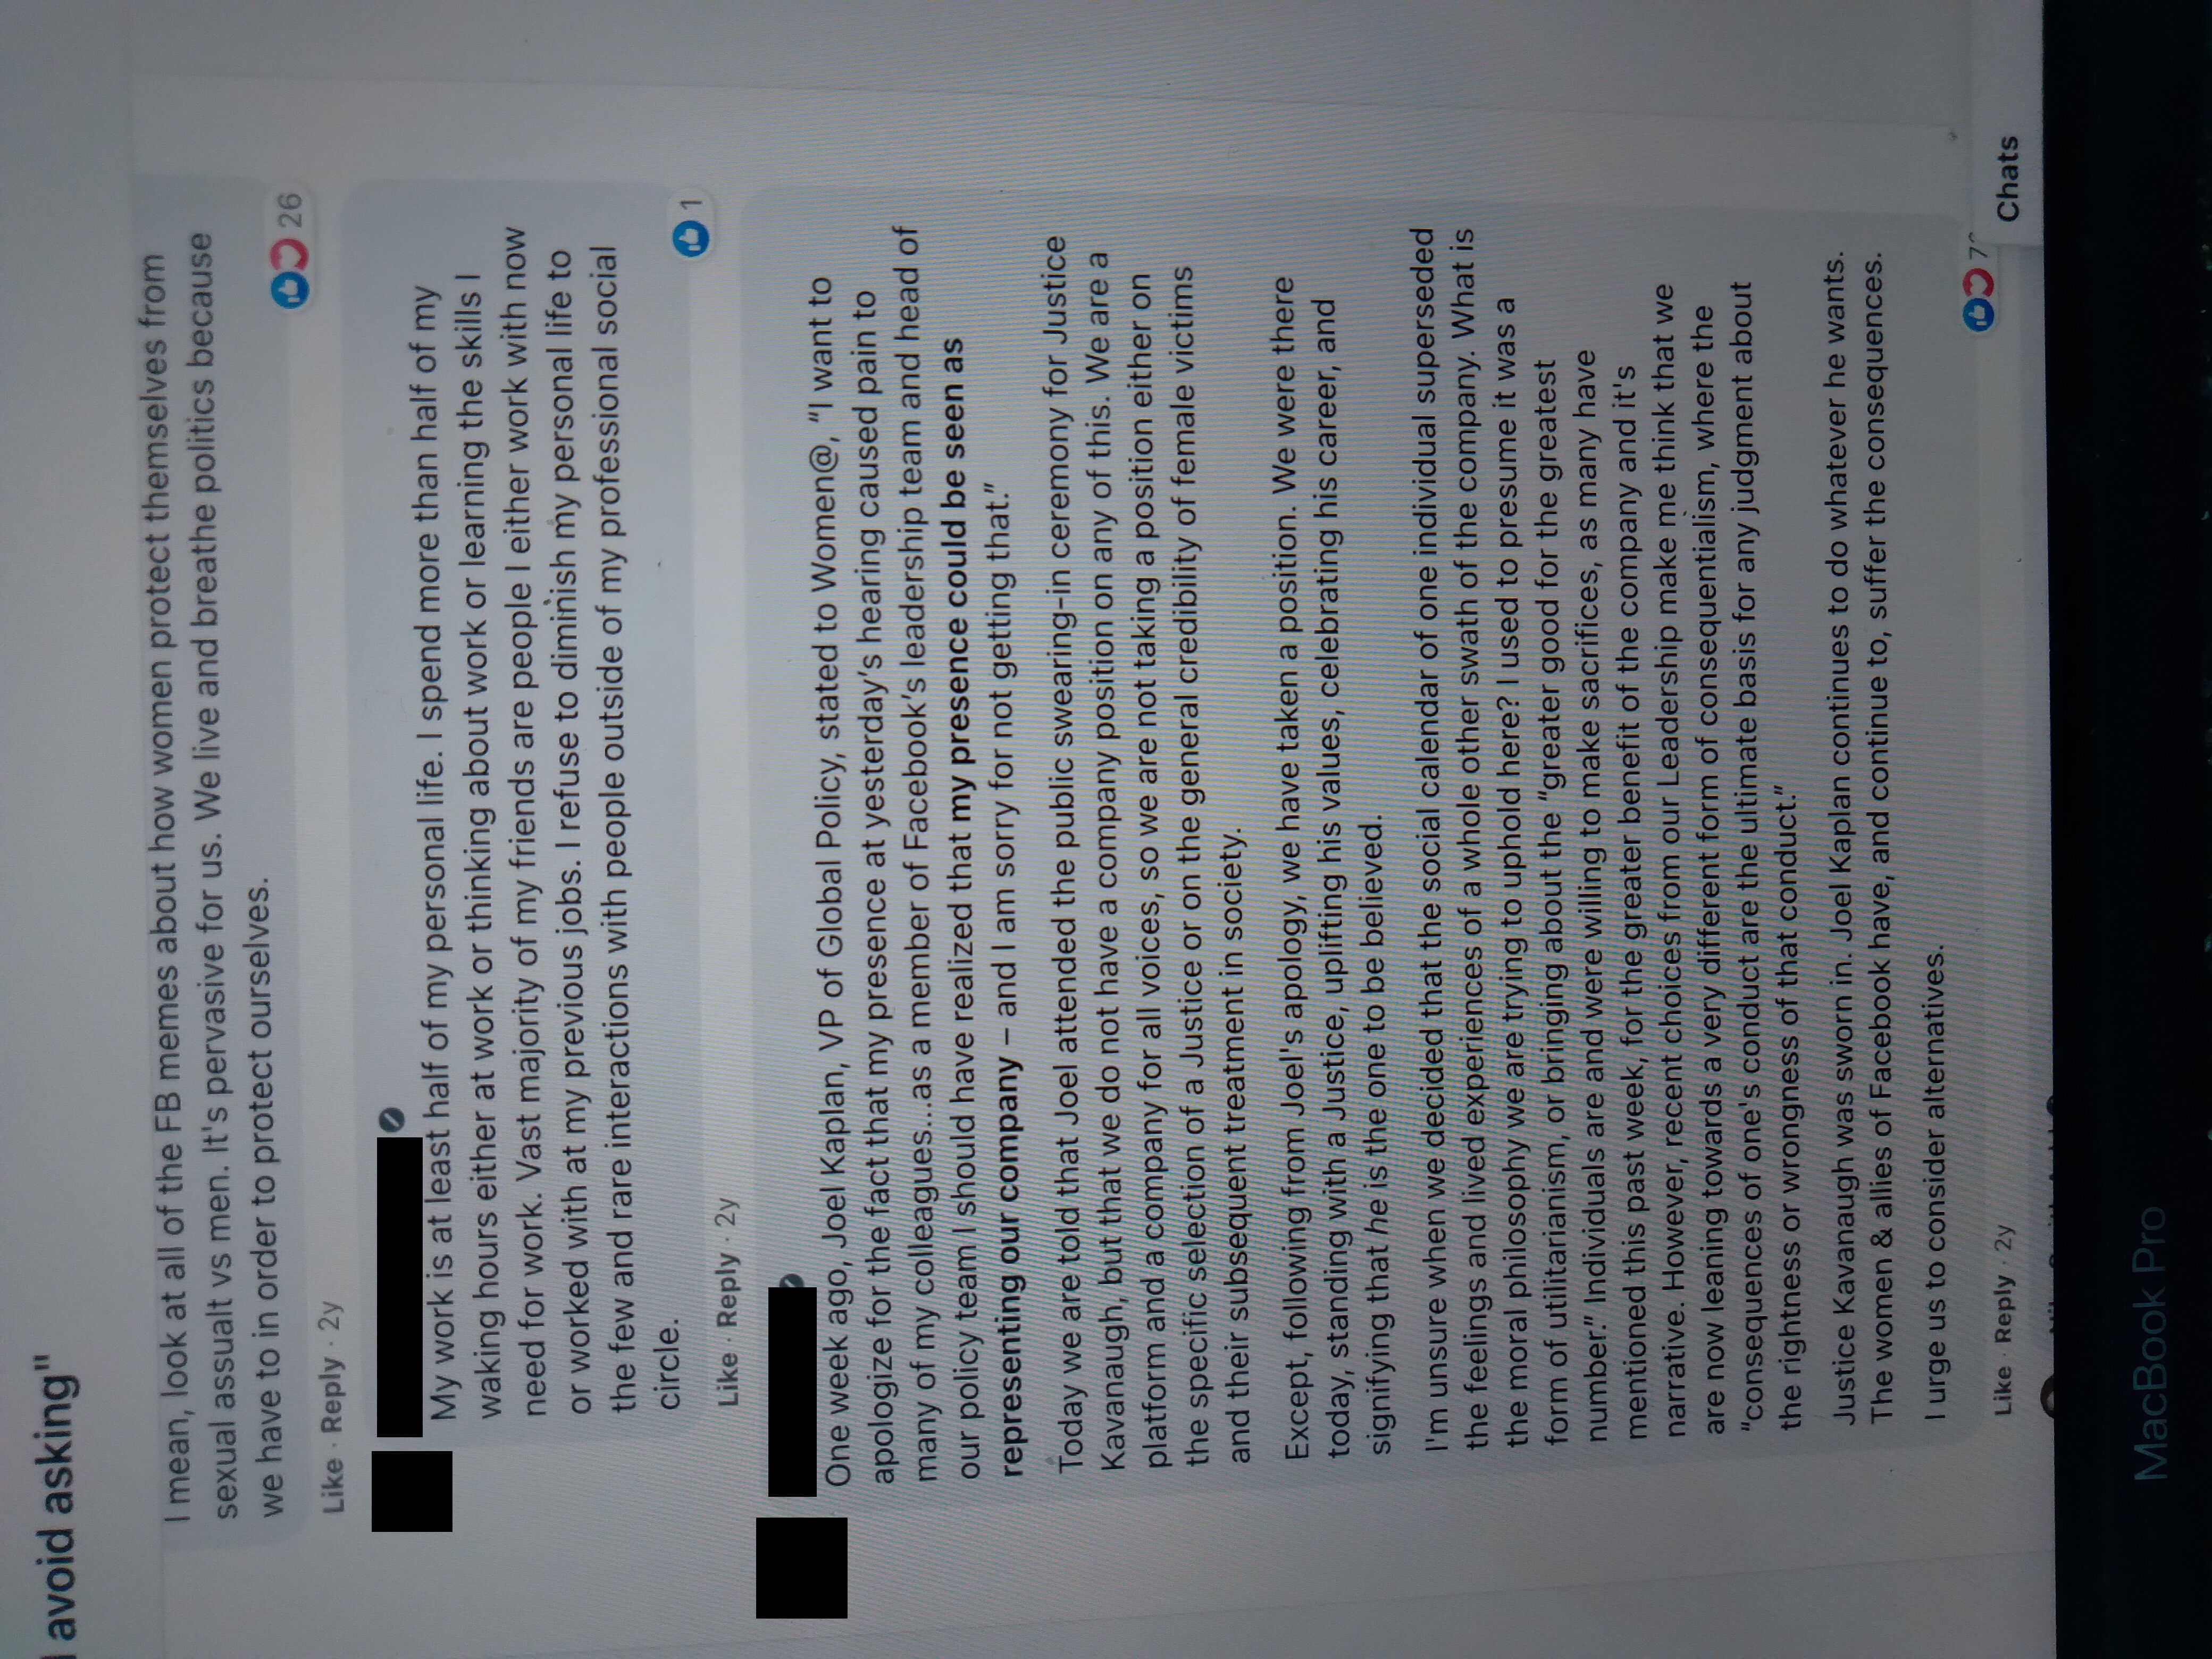 avoid asking"
I mean, look at all of the FB memes about how women protect themselves from
sexual assualt vs men. It's pervasive for us. We live and breathe politics because
we have to in order to protect ourselves.
26
Like · Reply · 2y
My work is at least half of my personal life. I spend more than half of my
waking hours either at work or thinking about work or learning the skills I
need for work. Vast majority of my friends are people I either work with now
or worked with at my previous jobs. I refuse to diminish my personal life to
the few and rare interactions with people outside of my professional social
circle.
1
Like · Reply · 2y
One week ago, Joel Kaplan, VP of Global Policy, stated to Women@, "I want to
apologize for the fact that my presence at yesterday's hearing caused pain to
many of my colleagues...as a member of Facebook's leadership team and head of
our policy team I should have realized that my presence could be seen as
representing our company – and I am sorry for not getting that."
Today we are told that Joel attended the public swearing-in ceremony for Justice
Kavanaugh, but that we do not have a company position on any of this. We are a
platform and a company for all voices, so we are not taking a position either on
the specific selection of a Justice or on the general credibility of female victims
and their subsequent treatment in society.
Except, following from Joel's apology, we have taken a position. We were there
today, standing with a Justice, uplifting his values, celebrating his career, and
signifying that he is the one to be believed.
I'm unsure when we decided that the social calendar of one individual superseded
the feelings and lived experiences of a whole other swath of the company. What is
the moral philosophy we are trying to uphold here? I used to presume it was a
form of utilitarianism, or bringing about the "greater good for the greatest
number." Individuals are and were willing to make sacrifices, as many have
mentioned this past week, for the greater benefit of the company and it's
narrative. However, recent choices from our Leadership make me think that we
are now leaning towards a very different form of consequentialism, where the
"consequences of one's conduct are the ultimate basis for any judgment about
the rightness or wrongness of that conduct."
Justice Kavanaugh was sworn in. Joel Kaplan continues to do whatever he wants.
The women & allies of Facebook have, and continue to, suffer the consequences.
I urge us to consider alternatives.
Like · Reply · 2y
Chats
MacBook Pro